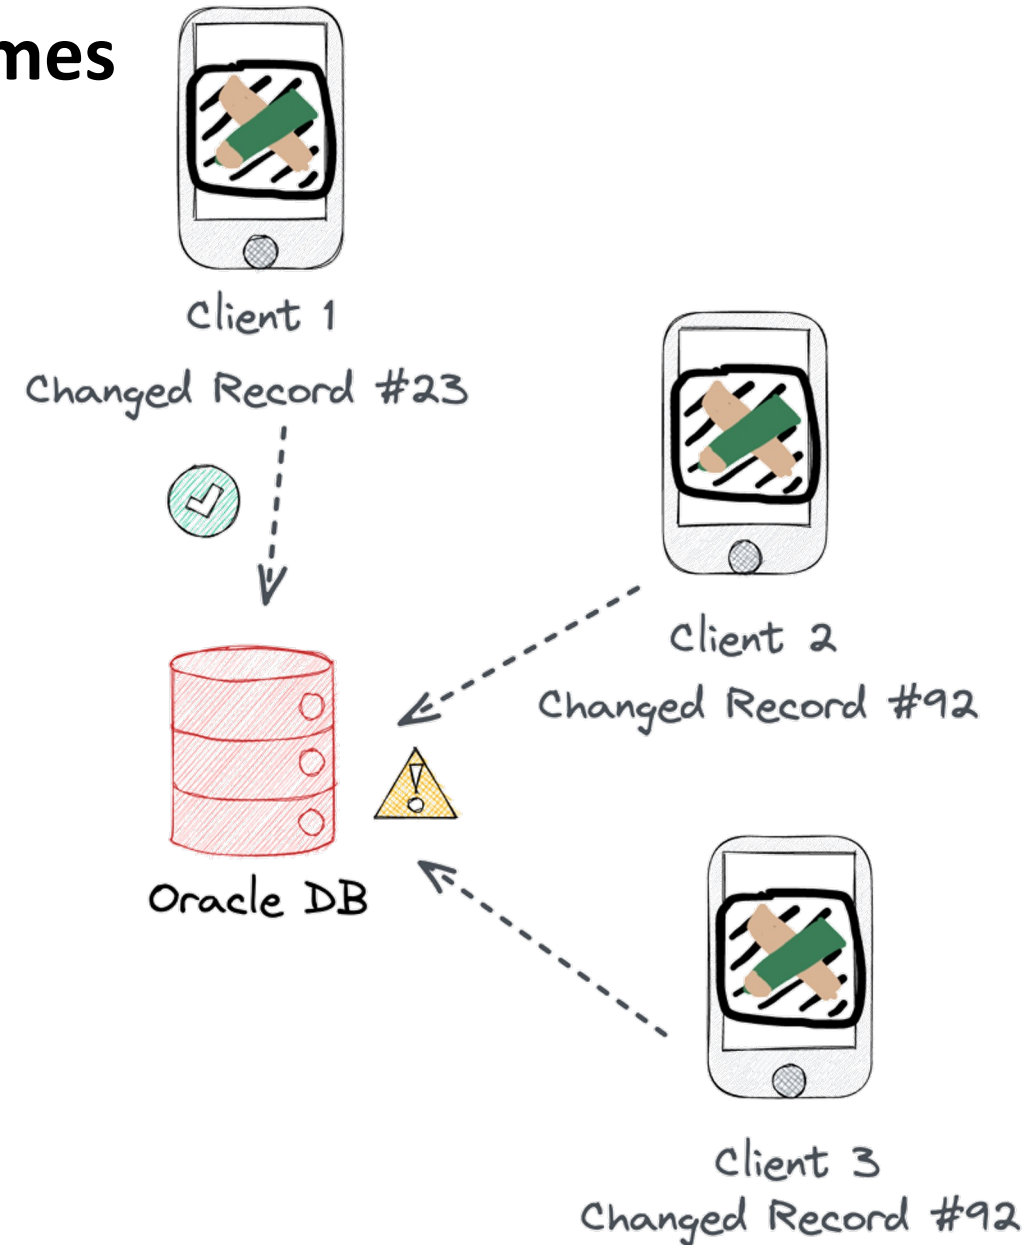 mes
Client 1
Changed Record #23
Client 2
Changed Record #92
Oracle DB
Client 3
Changed Record #92